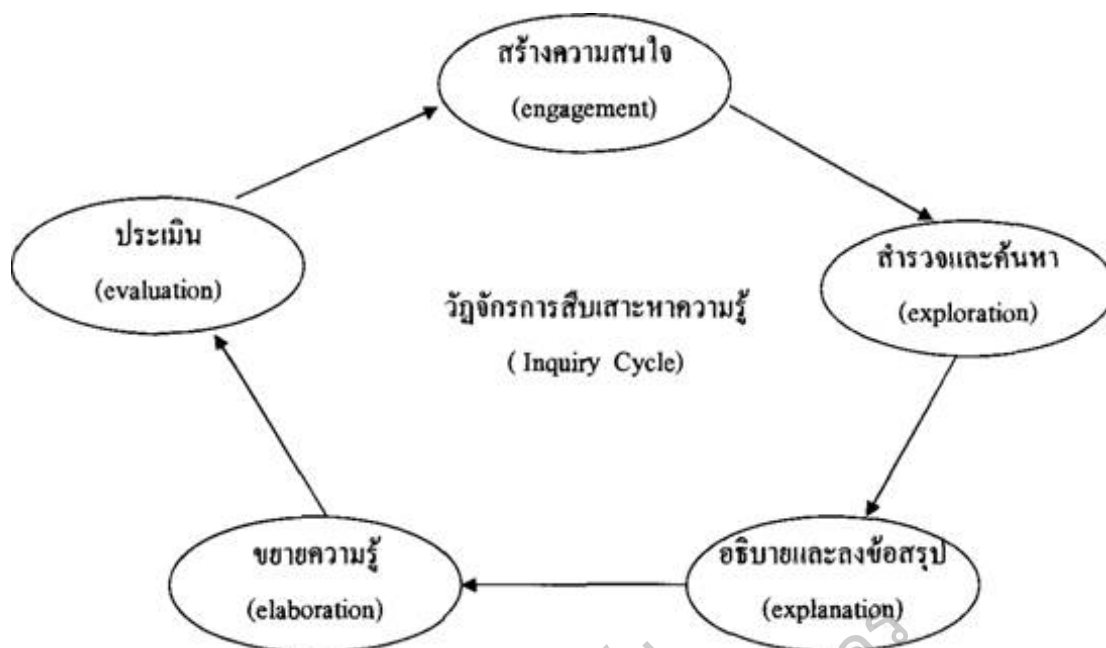 สร้างความสนใจ
(engagement)
สำรวจและค้นหา
(exploration)
อธิบายและลงข้อสรุป
(explanation)
ขยายความรู้
(elaboration)
ประเมิน
(evaluation)
วัฏจักรการสืบเสาะหาความรู้
( Inquiry Cycle)